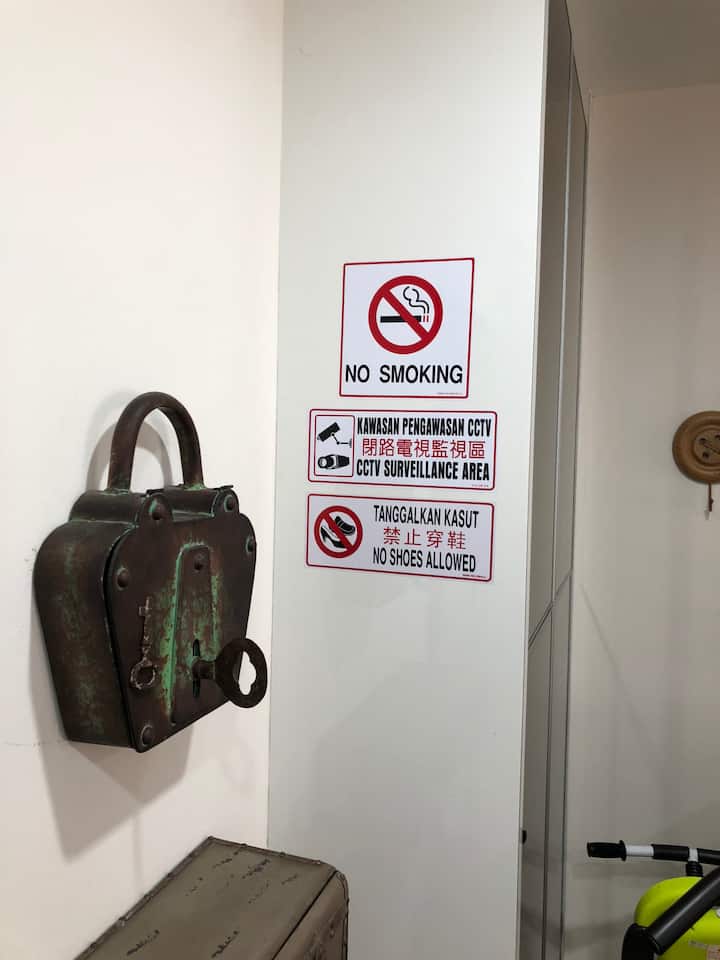 NO SMOKING
KAWASAN PENGAWASAN CCTV
閉路電視監視區
CCTV SURVEILLANCE AREA
TANGGALKAN KASUT
禁止穿鞋
NO SHOES ALLOWED